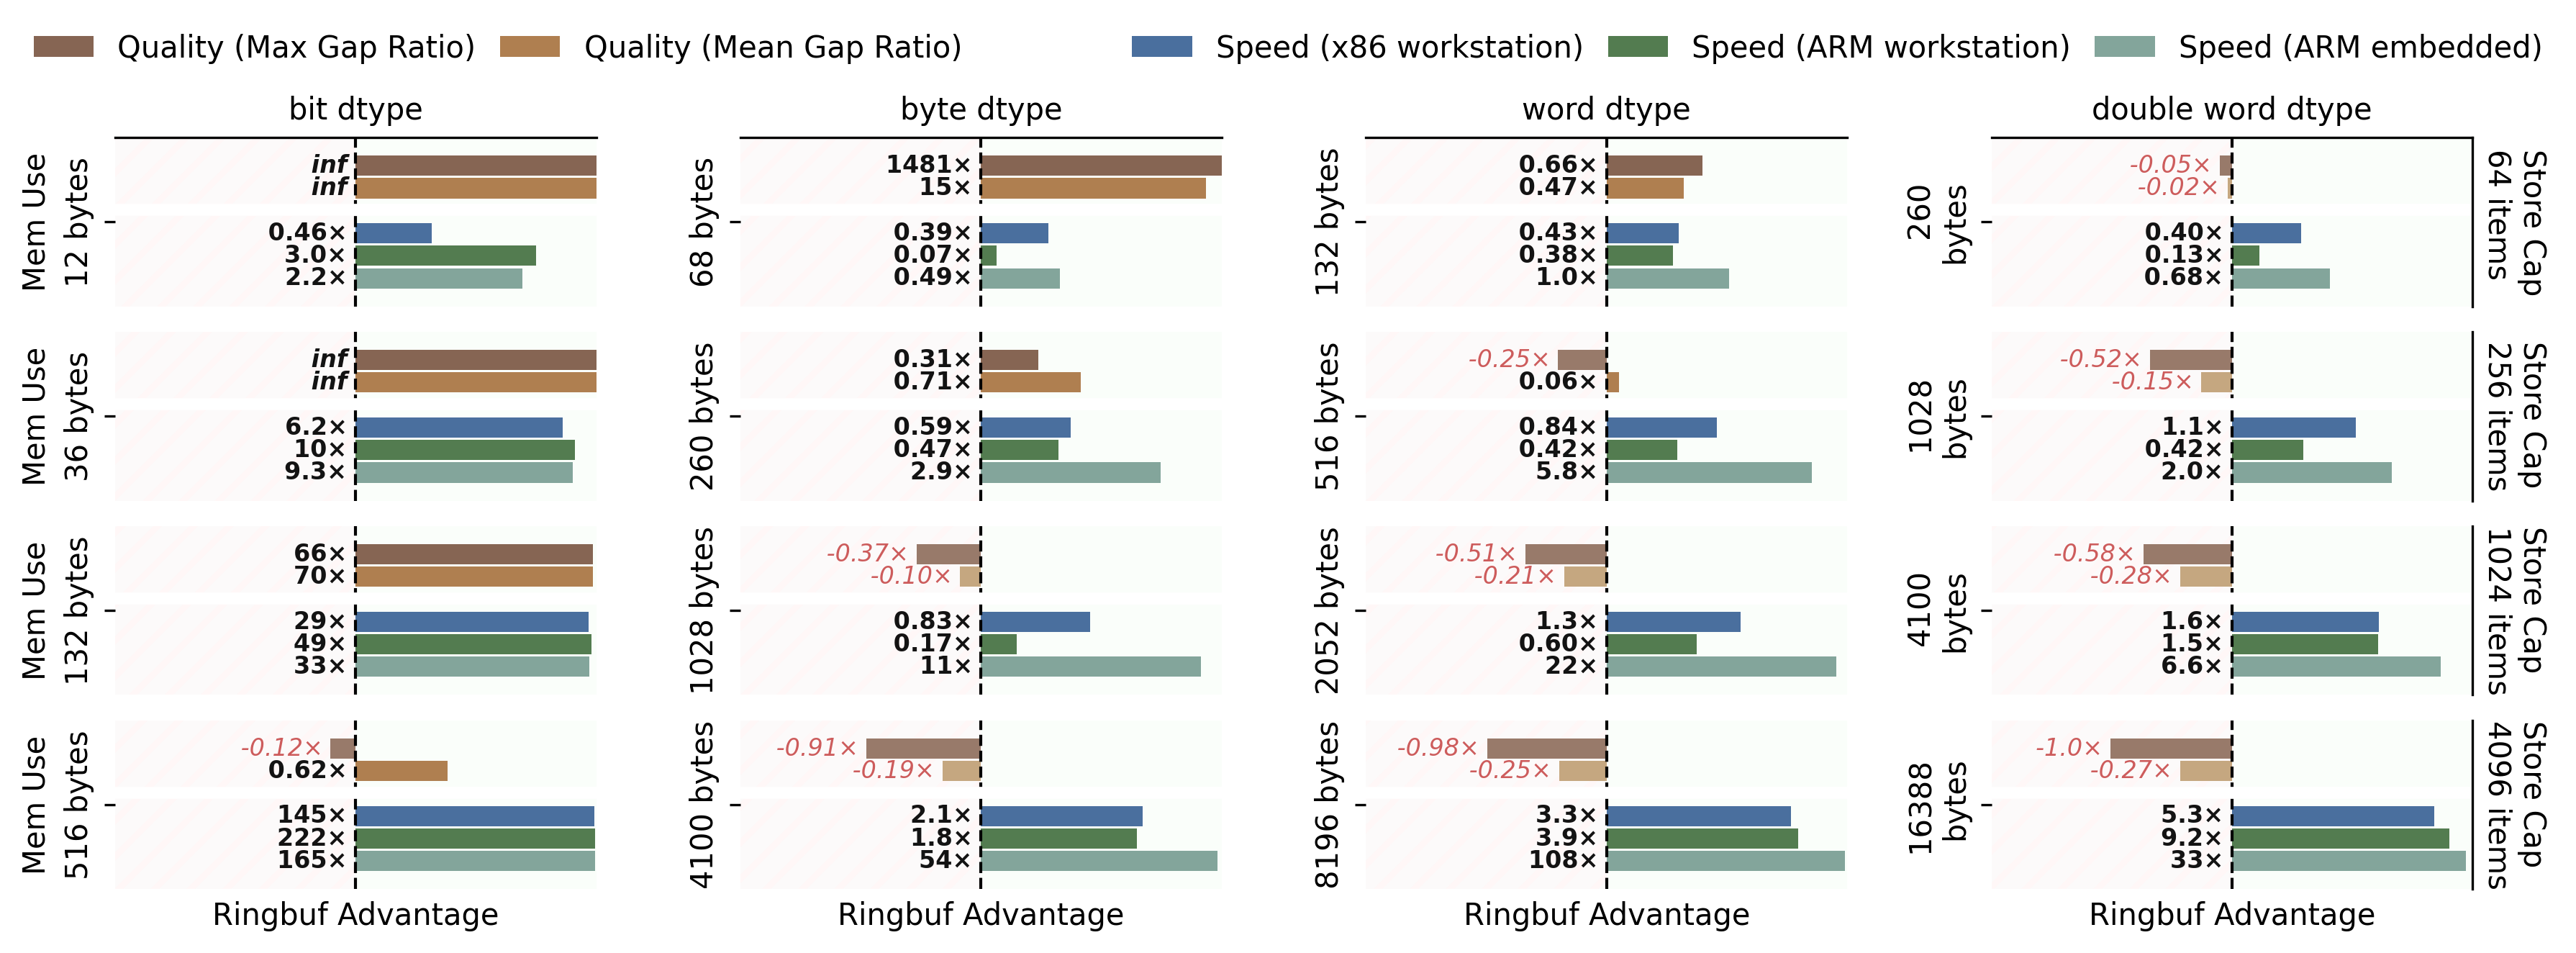 Quality (Max Gap Ratio)
Quality (Mean Gap Ratio)
Speed (x86 workstation)
Speed (ARM workstation)
Speed (ARM embedded)
bit dtype
byte dtype
word dtype
double word dtype
Mem Use
12 bytes
inf
inf
0.46×
3.0×
2.2×
68 bytes
1481×
15×
0.39×
0.07×
0.49×
132 bytes
0.66×
0.47×
0.43×
0.38×
1.0×
260
bytes
-0.05×
-0.02×
0.40×
0.13×
0.68×
Store Cap
64 items
Mem Use
36 bytes
inf
inf
6.2×
10×
9.3×
260 bytes
0.31×
0.71×
0.59×
0.47×
2.9×
516 bytes
-0.25×
0.06×
0.84×
0.42×
5.8×
1028
bytes
-0.52×
-0.15×
1.1×
0.42×
2.0×
Store Cap
256 items
Mem Use
132 bytes
66×
70×
29×
49×
33×
1028 bytes
-0.37×
-0.10×
0.83×
0.17×
11×
2052 bytes
-0.51×
-0.21×
1.3×
0.60×
22×
4100
bytes
-0.58×
-0.28×
1.6×
1.5×
6.6×
Store Cap
1024 items
Mem Use
516 bytes
-0.12×
0.62×
145×
222×
165×
4100 bytes
-0.91×
-0.19×
2.1×
1.8×
54×
8196 bytes
-0.98×
-0.25×
3.3×
3.9×
108×
16388
bytes
-1.0×
-0.27×
5.3×
9.2×
33×
Store Cap
4096 items
Ringbuf Advantage
Ringbuf Advantage
Ringbuf Advantage
Ringbuf Advantage